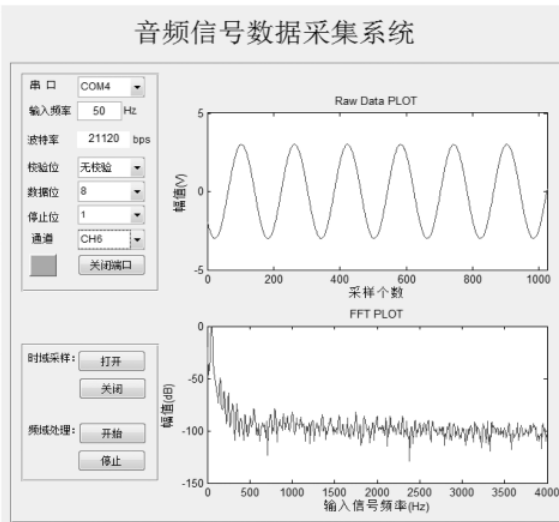 音频信号数据采集系统
串 口 COM4
输入频率 50 Hz
波特率 21120 bps
校验位 无校验
数据位 8
停止位 1
通道 CH6
关闭端口
Raw Data PLOT
幅值(V)
5
0
-5
0 200 400 600 800 1000
采样个数
时域采样: 打开
关闭
频域处理: 开始
停止
FFT PLOT
幅值(dB)
0
-50
-100
-150
0 500 1000 1500 2000 2500 3000 3500 4000
输入信号频率(Hz)